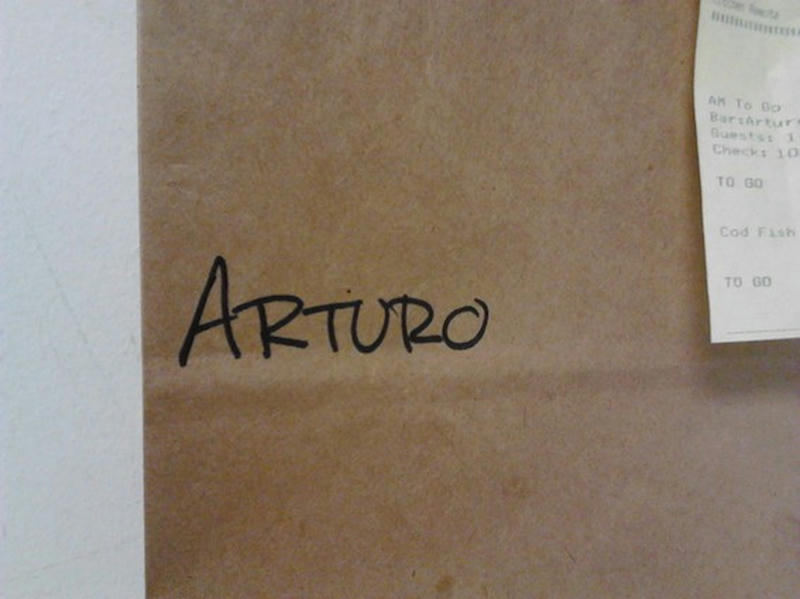 ARTURO
AM To Go
Bar:Artur
Guests: 1
Check: 10
TO GO
Cod Fish
TO GO